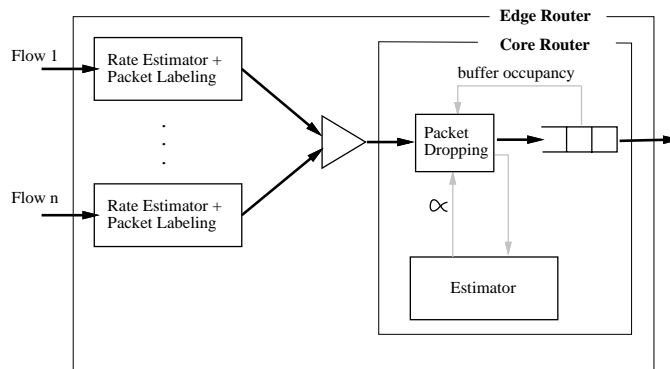 Edge Router
Core Router
Flow 1
Rate Estimator +
Packet Labeling
buffer occupancy
Packet
Dropping
Flow n
Rate Estimator +
Packet Labeling
∝
Estimator